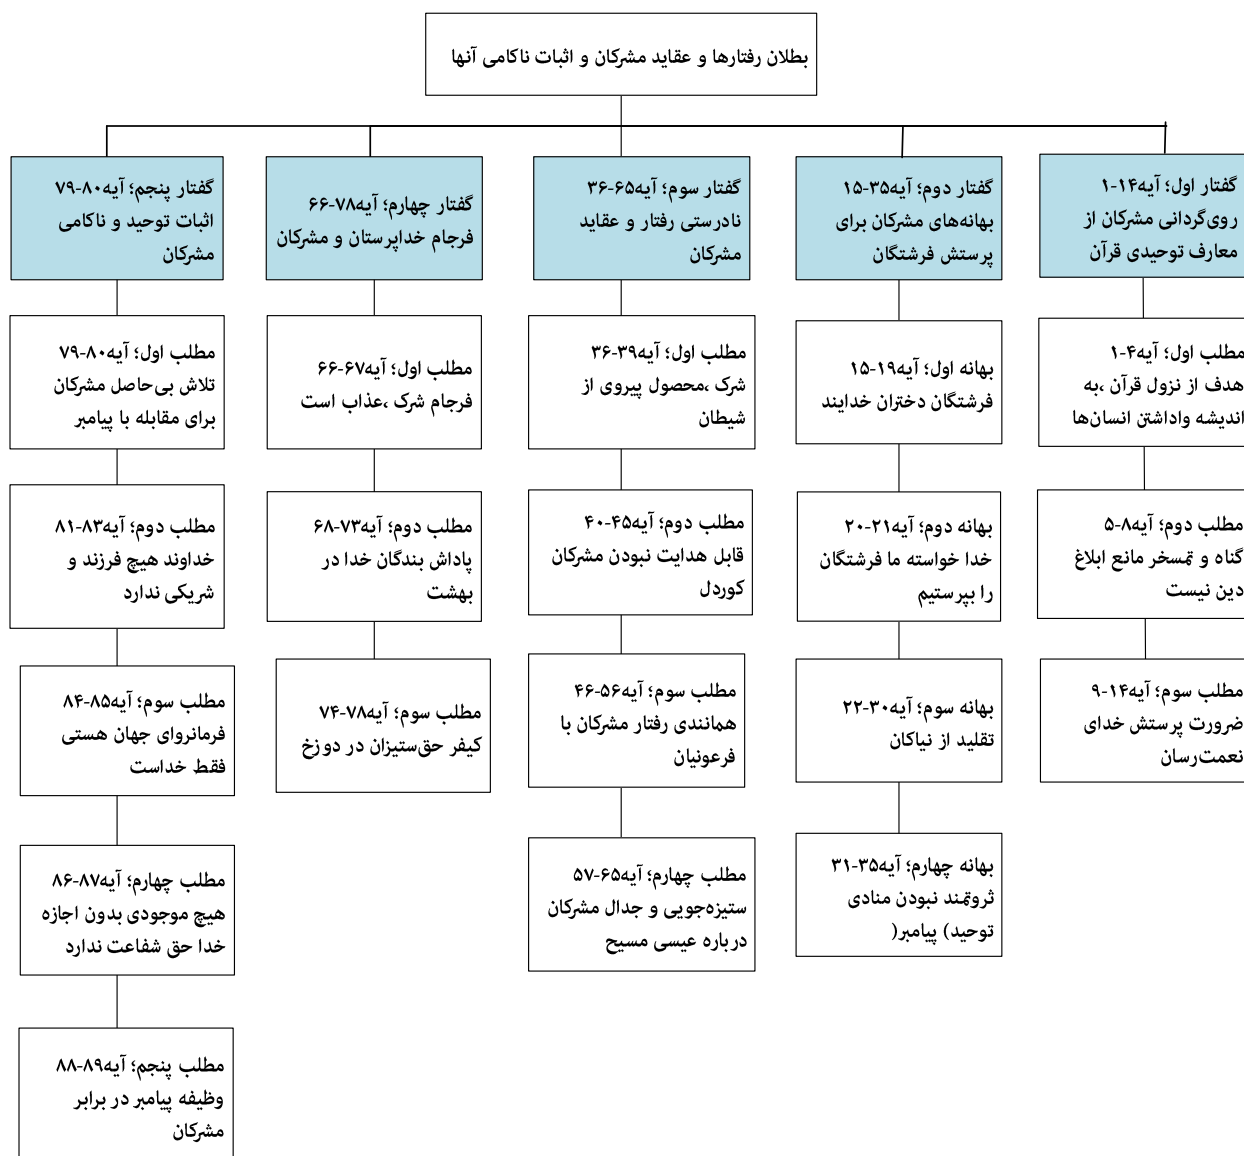 بطلان رفتارها و عقاید مشرکان و اثبات ناکامی آنها
گفتار اول؛ آیه۱۴-۱
روی‌گردانی مشرکان از
معارف توحیدی قرآن
مطلب اول؛ آیه۴-۱
هدف از نزول قرآن ،به
اندیشه واداشتن انسان‌ها
مطلب دوم؛ آیه۸-۵
گناه و تمسخر مانع ابلاغ
دین نیست
مطلب سوم؛ آیه۱۴-۹
ضرورت پرستش خدای
نعمت‌رسان
گفتار دوم؛ آیه۳۵-۱۵
بهانه‌های مشرکان برای
پرستش فرشتگان
بهانه اول؛ آیه۱۹-۱۵
فرشتگان دختران خدایند
بهانه دوم؛ آیه۲۱-۲۰
خدا خواسته ما فرشتگان
را بپرستیم
بهانه سوم؛ آیه۳۰-۲۲
تقلید از نیاکان
بهانه چهارم؛ آیه۳۵-۳۱
ثروتمند نبودن منادی
توحید) پیامبر(
گفتار سوم؛ آیه۶۵-۳۶
نادرستی رفتار و عقاید
مشرکان
مطلب اول؛ آیه۳۹-۳۶
شرک ،محصول پیروی از
شیطان
مطلب دوم؛ آیه۴۵-۴۰
قابل هدایت نبودن مشرکان
کوردل
مطلب سوم؛ آیه۵۶-۴۶
همانندی رفتار مشرکان با
فرعونیان
مطلب چهارم؛ آیه۶۵-۵۷
ستیزه‌جویی و جدال مشرکان
درباره عیسی مسیح
گفتار چهارم؛ آیه۷۸-۶۶
فرجام خداپرستان و مشرکان
مطلب اول؛ آیه۶۷-۶۶
فرجام شرک ،عذاب است
مطلب دوم؛ آیه۷۳-۶۸
پاداش بندگان خدا در
بهشت
مطلب سوم؛ آیه۷۸-۷۴
کیفر حق‌ستیزان در دوزخ
گفتار پنجم؛ آیه۸۰-۷۹
اثبات توحید و ناکامی
مشرکان
مطلب اول؛ آیه۸۰-۷۹
تلاش بی‌حاصل مشرکان
برای مقابله با پیامبر
مطلب دوم؛ آیه۸۳-۸۱
خداوند هیچ فرزند و
شریکی ندارد
مطلب سوم؛ آیه۸۵-۸۴
فرمانروای جهان هستی
فقط خداست
مطلب چهارم؛ آیه۸۷-۸۶
هیچ موجودی بدون اجازه
خدا حق شفاعت ندارد
مطلب پنجم؛ آیه۸۹-۸۸
وظیفه پیامبر در برابر
مشرکان